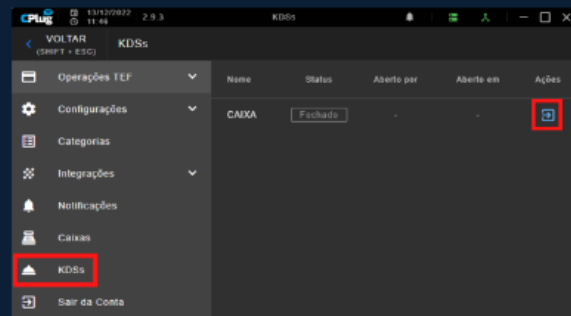 CPlug 13/12/2022 11:46 2.9.3 KDSs
VOLTAR (SHIFT + ESC) KDSs
Operações TEF
Configurações
Categorias
Integrações
Notificações
Caixas
KDSs
Sair da Conta
Nome Status Aberto por Aberto em Ações
CAIXA Fechado - -